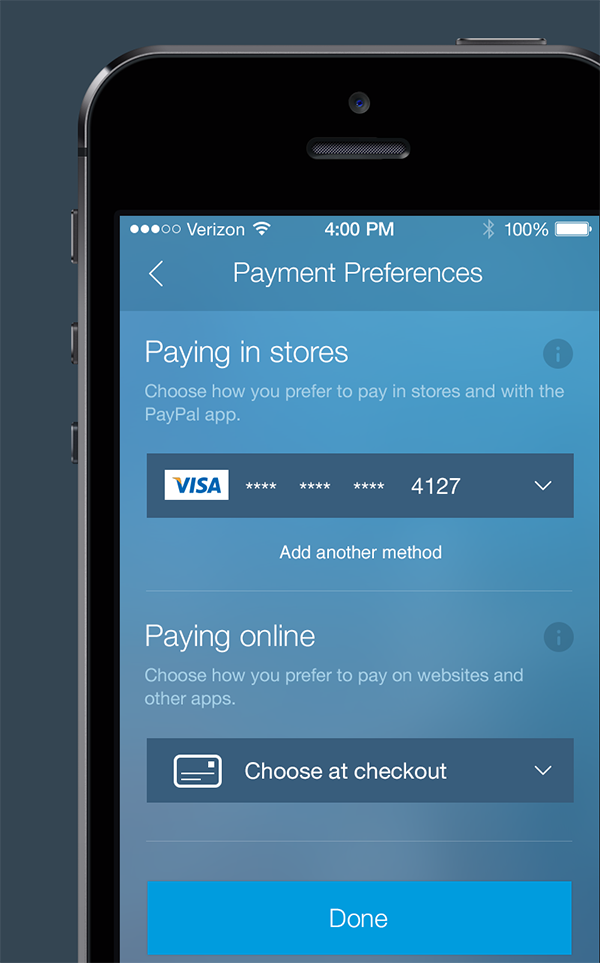 Verizon 4:00 PM 100%
Payment Preferences
Paying in stores
Choose how you prefer to pay in stores and with the
PayPal app.
VISA **** **** **** 4127
Add another method
Paying online
Choose how you prefer to pay on websites and
other apps.
Choose at checkout
Done